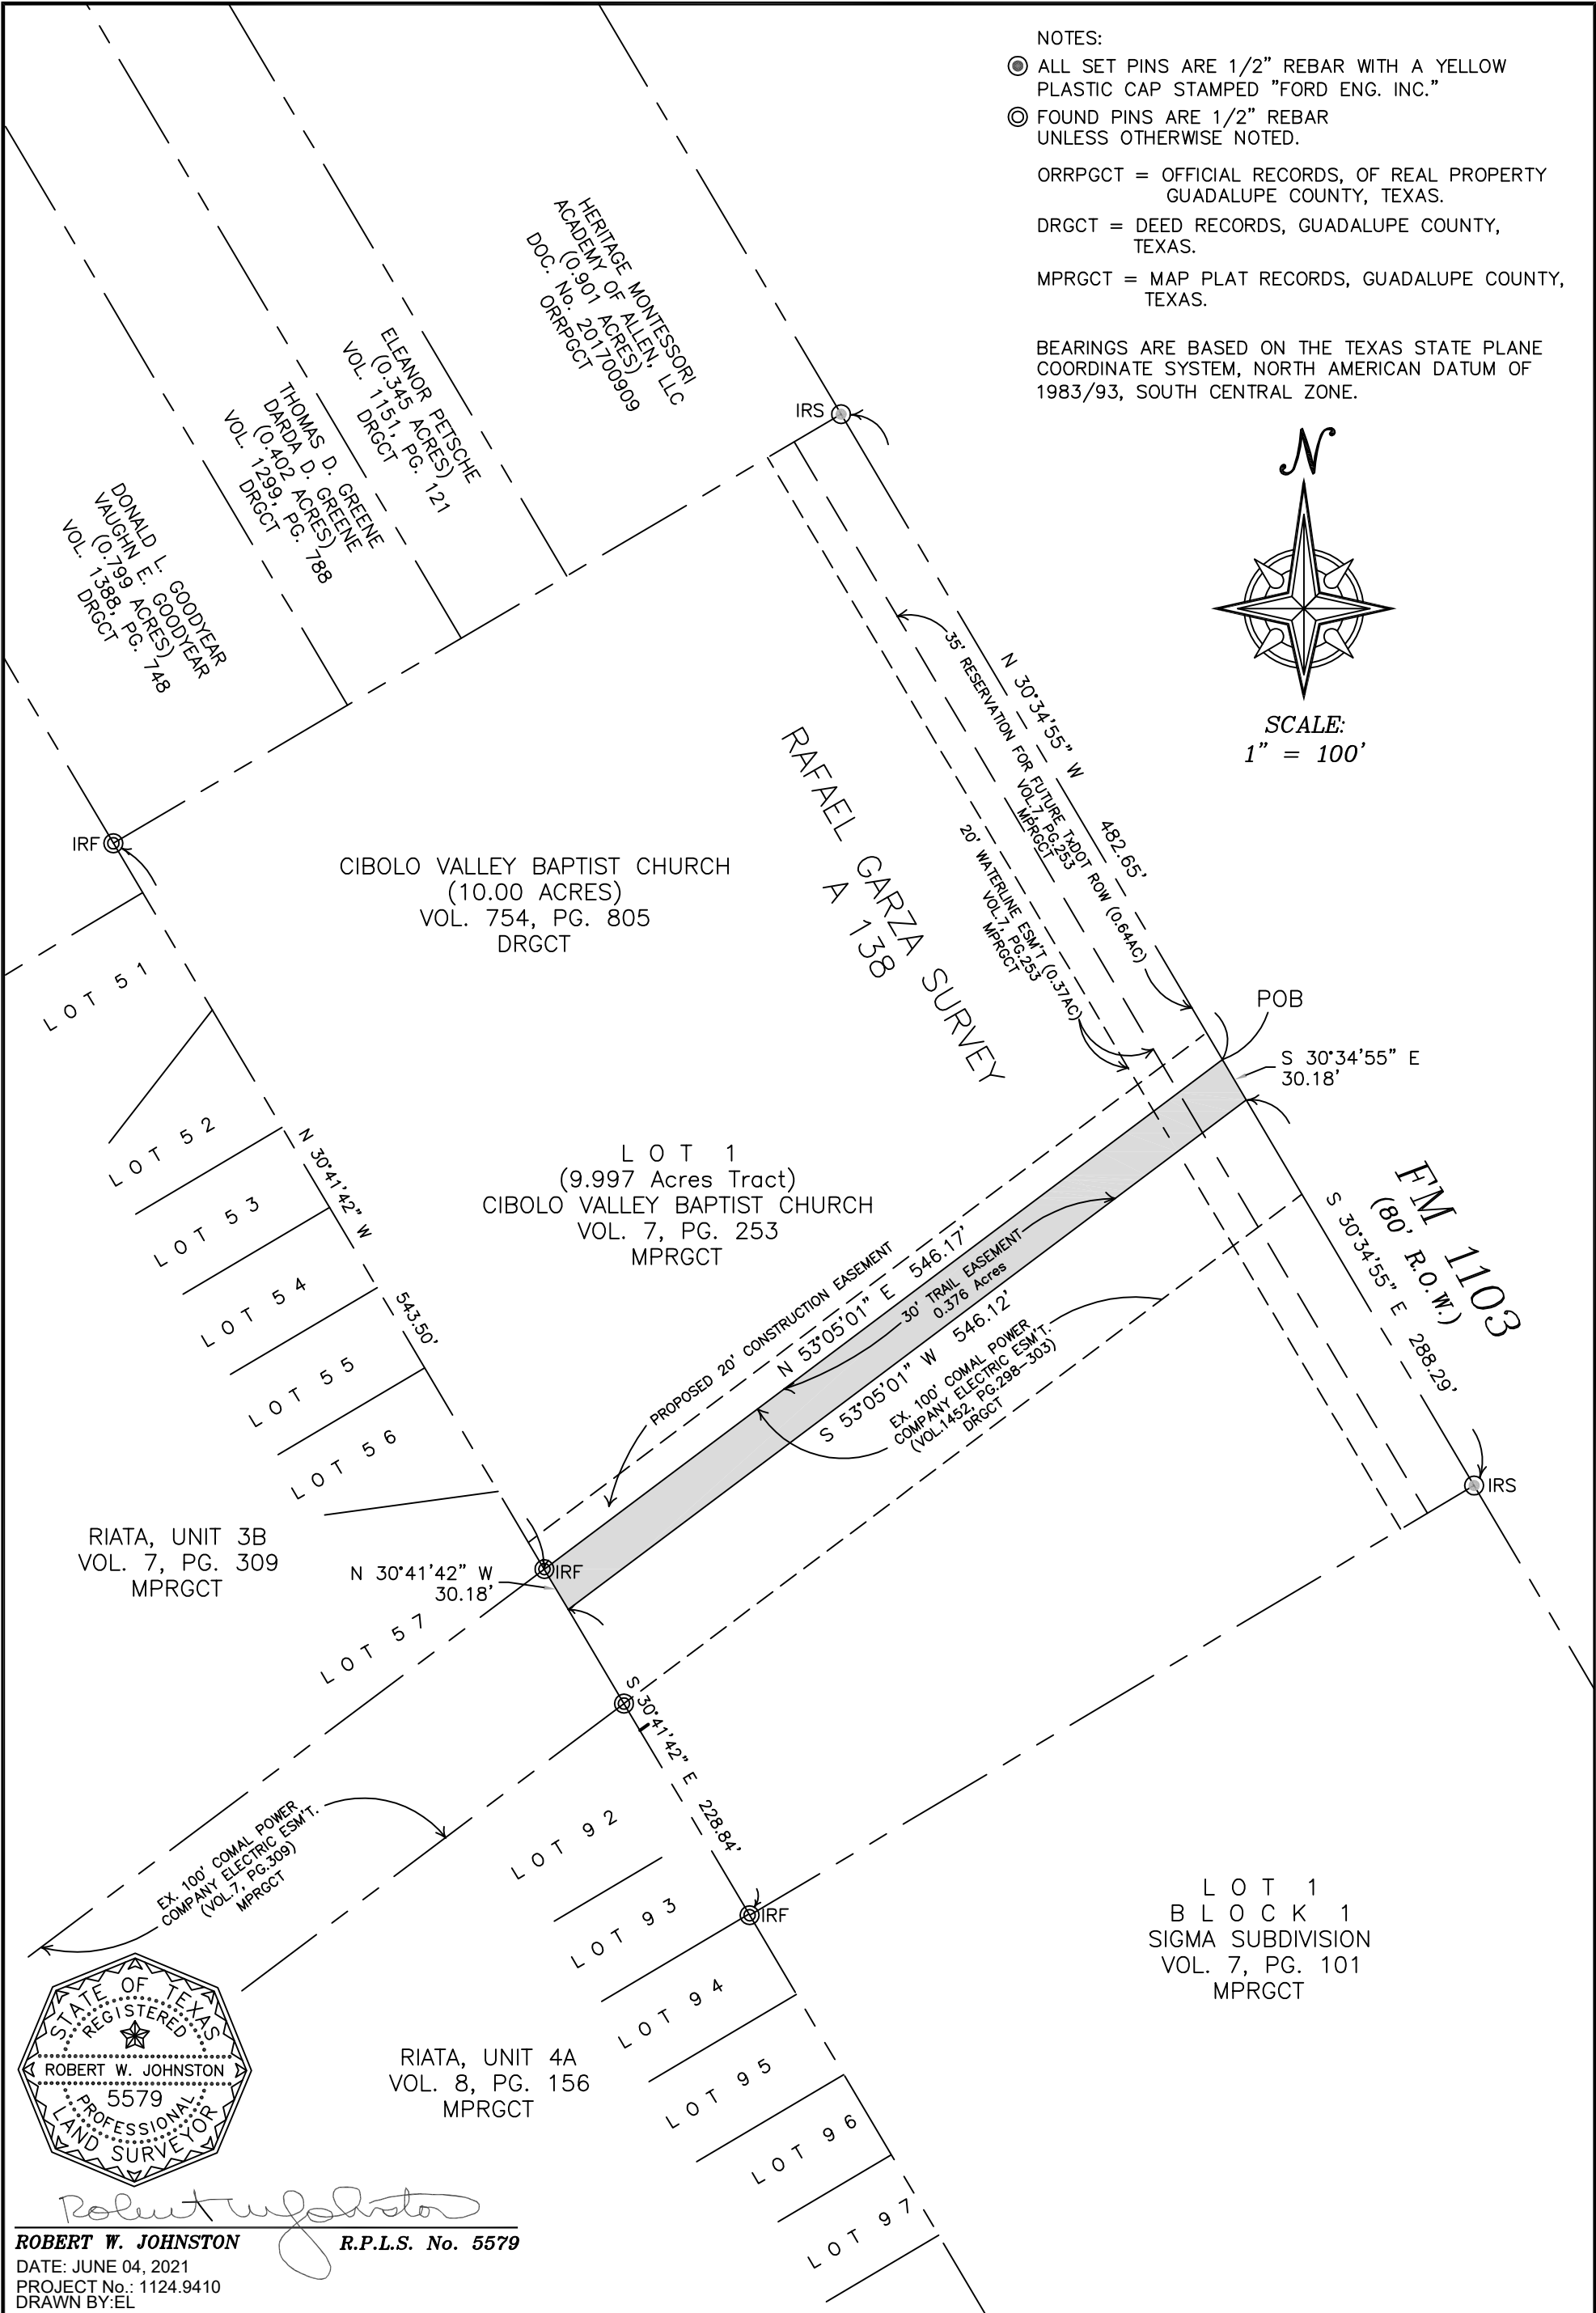 NOTES:
ALL SET PINS ARE 1/2" REBAR WITH A YELLOW
PLASTIC CAP STAMPED "FORD ENG. INC."
FOUND PINS ARE 1/2" REBAR
UNLESS OTHERWISE NOTED.
ORRPGCT = OFFICIAL RECORDS, OF REAL PROPERTY
GUADALUPE COUNTY, TEXAS.
DRGCT = DEED RECORDS, GUADALUPE COUNTY,
TEXAS.
MPRGCT = MAP PLAT RECORDS, GUADALUPE COUNTY,
TEXAS.
BEARINGS ARE BASED ON THE TEXAS STATE PLANE
COORDINATE SYSTEM, NORTH AMERICAN DATUM OF
1983/93, SOUTH CENTRAL ZONE.
N
SCALE:
1" = 100'
HERITAGE MONTESSORI
ACADEMY OF ALLEN, LLC
(0.901 ACRES)
DOC. No. 201700909
ORRPGCT
ELEANOR PETSCHE
(0.345 ACRES)
VOL. 1151, PG. 121
DRGCT
THOMAS D. GREENE
DARDA D. GREENE
(0.402 ACRES)
VOL. 1299, PG. 788
DRGCT
DONALD L. GOODYEAR
VAUGHN E. GOODYEAR
(0.799 ACRES)
VOL. 1388, PG. 748
DRGCT
IRS
IRF
N 30°34'55" W
482.65'
35' RESERVATION FOR FUTURE TxDOT ROW (0.64AC)
VOL.7, PG.253
MPRGCT
20' WATERLINE ESM'T (0.37AC)
VOL.7, PG.253
MPRGCT
RAFAEL GARZA SURVEY
A 138
CIBOLO VALLEY BAPTIST CHURCH
(10.00 ACRES)
VOL. 754, PG. 805
DRGCT
POB
S 30°34'55" E
30.18'
LOT 51
LOT 52
LOT 53
LOT 54
LOT 55
LOT 56
N 30°41'42" W
543.50'
LOT 1
(9.997 Acres Tract)
CIBOLO VALLEY BAPTIST CHURCH
VOL. 7, PG. 253
MPRGCT
FM 1103
(80' R.O.W.)
S 30°34'55" E 288.29'
PROPOSED 20' CONSTRUCTION EASEMENT
N 53°05'01" E 546.17'
30' TRAIL EASEMENT
0.376 Acres
S 53°05'01" W 546.12'
EX. 100' COMAL POWER
COMPANY ELECTRIC ESM'T.
(VOL.1452, PG.298-303)
DRGCT
IRS
RIATA, UNIT 3B
VOL. 7, PG. 309
MPRGCT
N 30°41'42" W
30.18'
IRF
LOT 57
S 30°41'42" E 228.84'
EX. 100' COMAL POWER
COMPANY ELECTRIC ESM'T.
(VOL.7, PG.309)
MPRGCT
LOT 92
LOT 93
IRF
LOT 94
LOT 95
LOT 96
LOT 97
LOT 1
BLOCK 1
SIGMA SUBDIVISION
VOL. 7, PG. 101
MPRGCT
RIATA, UNIT 4A
VOL. 8, PG. 156
MPRGCT
STATE OF TEXAS
REGISTERED
ROBERT W. JOHNSTON
5579
PROFESSIONAL
LAND SURVEYOR
Robert W Johnston
ROBERT W. JOHNSTON R.P.L.S. No. 5579
DATE: JUNE 04, 2021
PROJECT No.: 1124.9410
DRAWN BY:EL